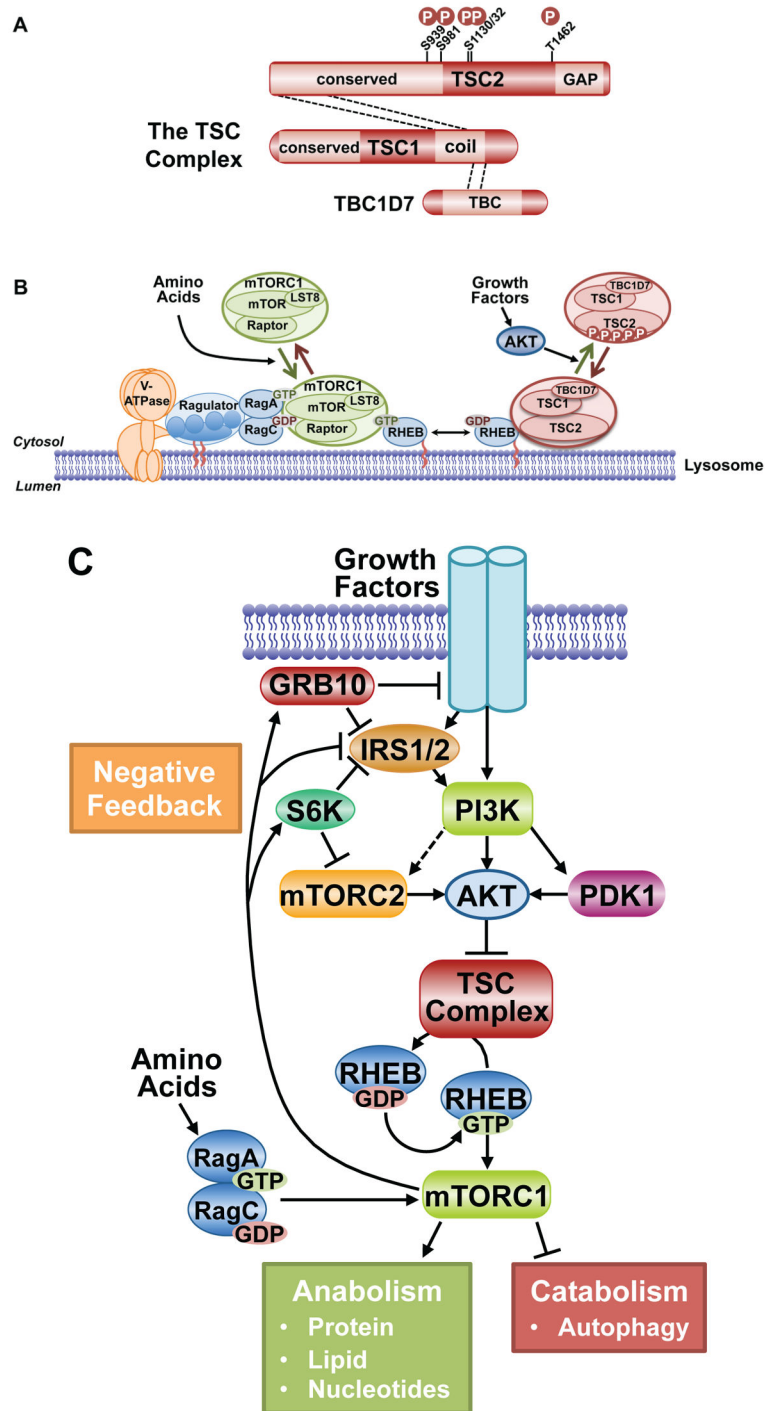 A
P P PP P
S939
S981
S1130/32
T1462
conserved TSC2 GAP
The TSC
Complex
conserved TSC1 coil
TBC1D7 TBC
B
Amino
Acids
mTORC1
mTOR LST8
Raptor
Growth
Factors
AKT
TBC1D7
TSC1
TSC2
P P P P P
V-
ATPase
Ragulator
RagA GTP
RagC GDP
mTORC1
mTOR LST8
Raptor
GTP
RHEB
GDP
RHEB
TBC1D7
TSC1
TSC2
Cytosol
Lumen
Lysosome
C
Growth
Factors
GRB10
IRS1/2
Negative
Feedback
S6K
PI3K
mTORC2
AKT
PDK1
TSC
Complex
RHEB
GDP
RHEB
GTP
Amino
Acids
RagA
GTP
RagC
GDP
mTORC1
Anabolism
• Protein
• Lipid
• Nucleotides
Catabolism
• Autophagy